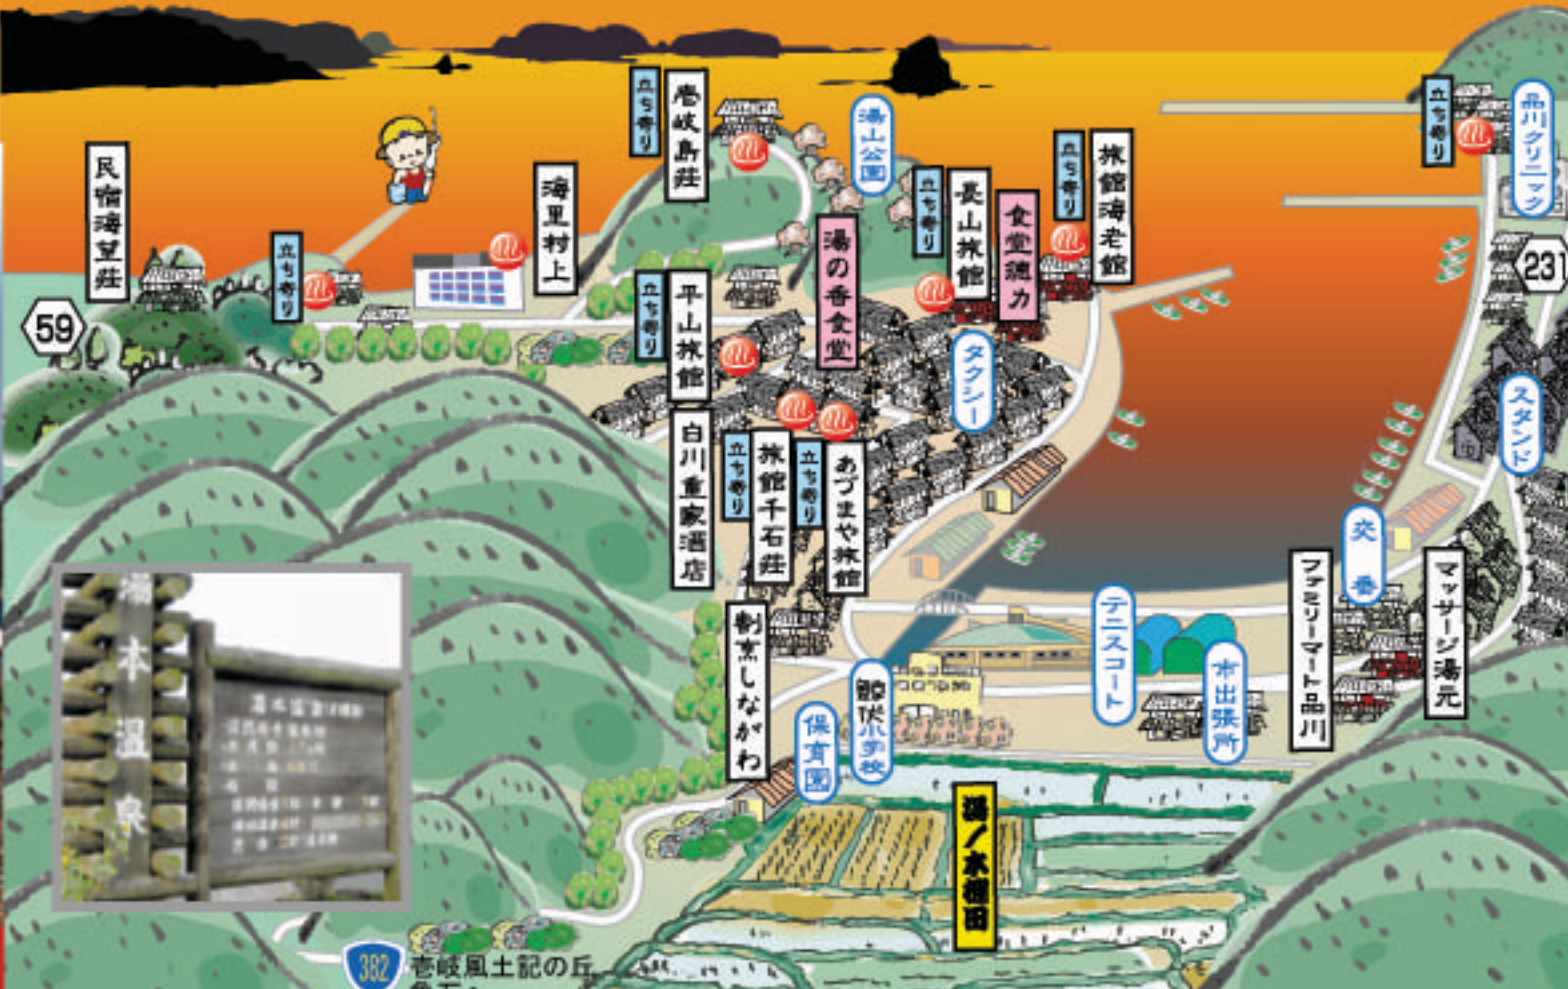 民宿海望荘
59
立ち寄り
海里村上
立ち寄り
壱岐島荘
湯山公園
立ち寄り
長山旅館
食堂徳力
立ち寄り
旅館海老館
立ち寄り
品川クリニック
231
湯の香食堂
立ち寄り
平山旅館
タクシー
スタンド
白川重家酒店
立ち寄り
旅館千石荘
立ち寄り
あづまや旅館
交番
マッサージ湯元
ファミリーマート品川
テニスコート
市出張所
割烹しながわ
保育園
鯨伏小学校
湯ノ本棚田
湯本温泉
382
壱岐風土記の丘